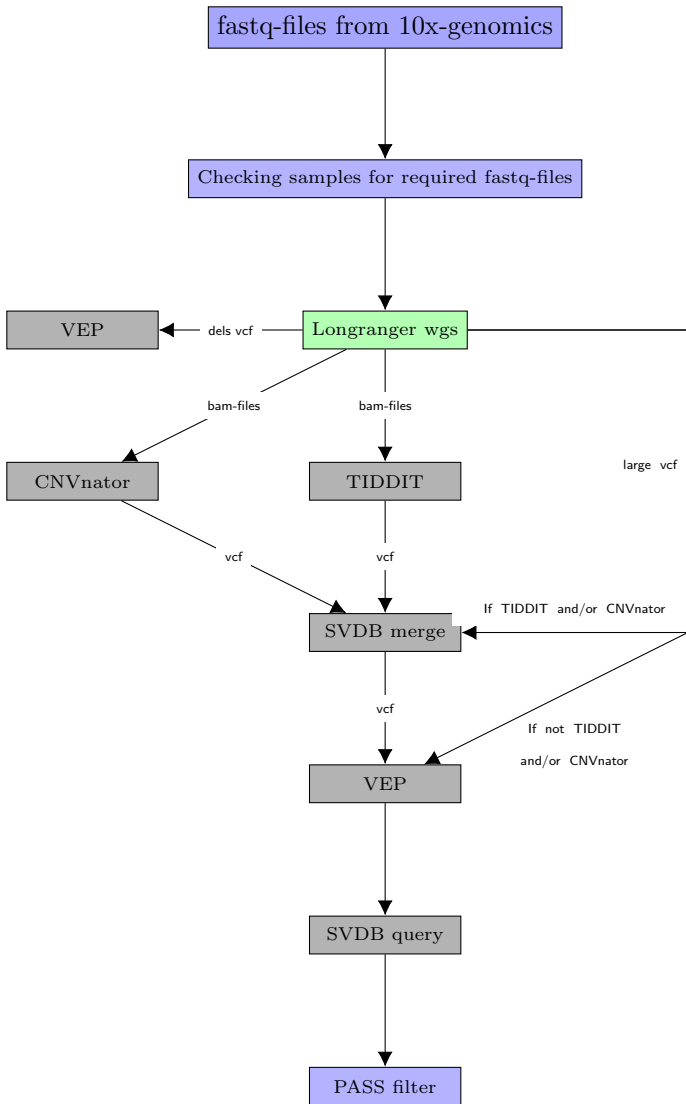 fastq-files from 10x-genomics
Checking samples for required fastq-files
VEP
dels vcf
Longranger wgs
bam-files
bam-files
CNVnator
TIDDIT
large vcf
vcf
vcf
If TIDDIT and/or CNVnator
SVDB merge
vcf
If not TIDDIT
and/or CNVnator
VEP
SVDB query
PASS filter